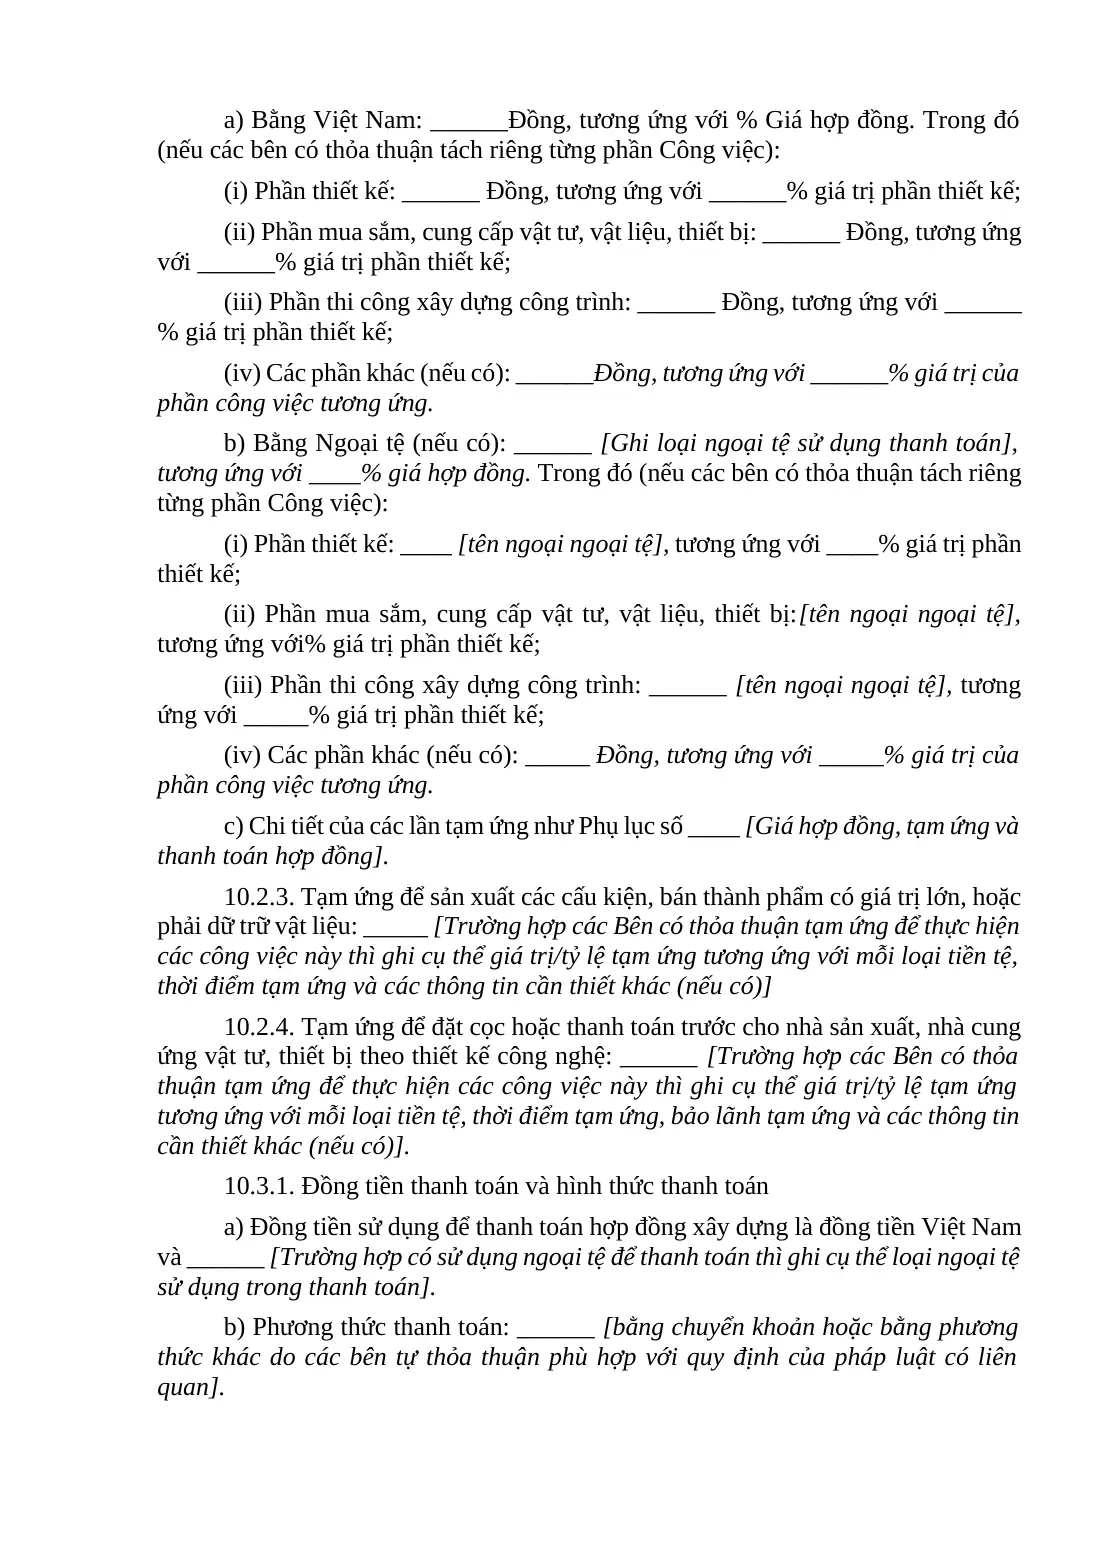 a) Bằng Việt Nam: ______Đồng, tương ứng với % Giá hợp đồng. Trong đó
(nếu các bên có thỏa thuận tách riêng từng phần Công việc):
(i) Phần thiết kế: ______ Đồng, tương ứng với ______% giá trị phần thiết kế;
(ii) Phần mua sắm, cung cấp vật tư, vật liệu, thiết bị: ______ Đồng, tương ứng
với ______% giá trị phần thiết kế;
(iii) Phần thi công xây dựng công trình: ______ Đồng, tương ứng với ______
% giá trị phần thiết kế;
(iv) Các phần khác (nếu có): ______Đồng, tương ứng với ______% giá trị của
phần công việc tương ứng.
b) Bằng Ngoại tệ (nếu có): ______ [Ghi loại ngoại tệ sử dụng thanh toán],
tương ứng với ____% giá hợp đồng. Trong đó (nếu các bên có thỏa thuận tách riêng
từng phần Công việc):
(i) Phần thiết kế: ____ [tên ngoại ngoại tệ], tương ứng với ____% giá trị phần
thiết kế;
(ii) Phần mua sắm, cung cấp vật tư, vật liệu, thiết bị:[tên ngoại ngoại tệ],
tương ứng với% giá trị phần thiết kế;
(iii) Phần thi công xây dựng công trình: ______ [tên ngoại ngoại tệ], tương
ứng với _____% giá trị phần thiết kế;
(iv) Các phần khác (nếu có): _____ Đồng, tương ứng với _____% giá trị của
phần công việc tương ứng.
c) Chi tiết của các lần tạm ứng như Phụ lục số ____ [Giá hợp đồng, tạm ứng và
thanh toán hợp đồng].
10.2.3. Tạm ứng để sản xuất các cấu kiện, bán thành phẩm có giá trị lớn, hoặc
phải dữ trữ vật liệu: _____ [Trường hợp các Bên có thỏa thuận tạm ứng để thực hiện
các công việc này thì ghi cụ thể giá trị/tỷ lệ tạm ứng tương ứng với mỗi loại tiền tệ,
thời điểm tạm ứng và các thông tin cần thiết khác (nếu có)]
10.2.4. Tạm ứng để đặt cọc hoặc thanh toán trước cho nhà sản xuất, nhà cung
ứng vật tư, thiết bị theo thiết kế công nghệ: ______ [Trường hợp các Bên có thỏa
thuận tạm ứng để thực hiện các công việc này thì ghi cụ thể giá trị/tỷ lệ tạm ứng
tương ứng với mỗi loại tiền tệ, thời điểm tạm ứng, bảo lãnh tạm ứng và các thông tin
cần thiết khác (nếu có)].
10.3.1. Đồng tiền thanh toán và hình thức thanh toán
a) Đồng tiền sử dụng để thanh toán hợp đồng xây dựng là đồng tiền Việt Nam
và ______ [Trường hợp có sử dụng ngoại tệ để thanh toán thì ghi cụ thể loại ngoại tệ
sử dụng trong thanh toán].
b) Phương thức thanh toán: ______ [bằng chuyển khoản hoặc bằng phương
thức khác do các bên tự thỏa thuận phù hợp với quy định của pháp luật có liên
quan].